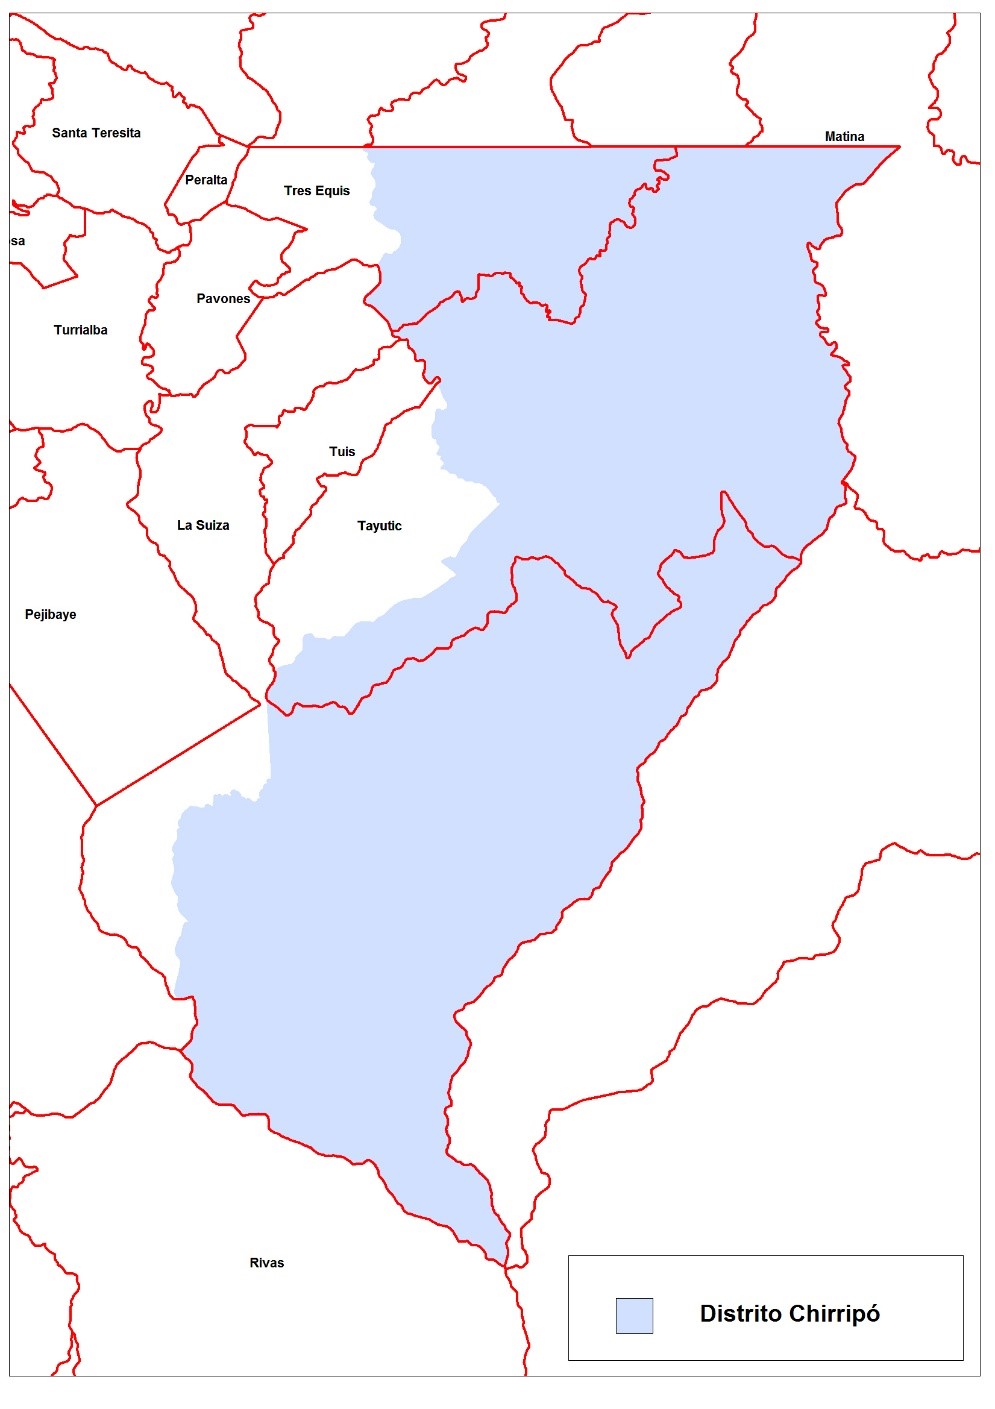 Matina
Santa Teresita
Peralta
Tres Equis
sa
Pavones
Turrialba
Tuis
La Suiza
Tayutic
Pejibaye
Rivas
Distrito Chirripó